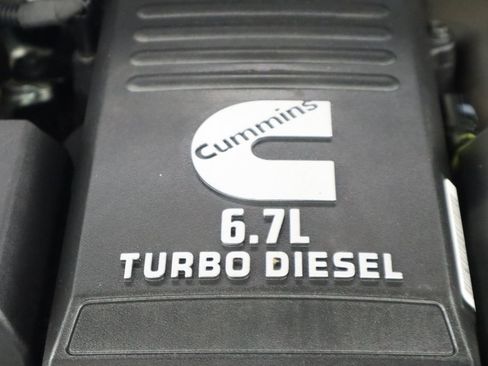 Cummins
6.7L
TURBO DIESEL